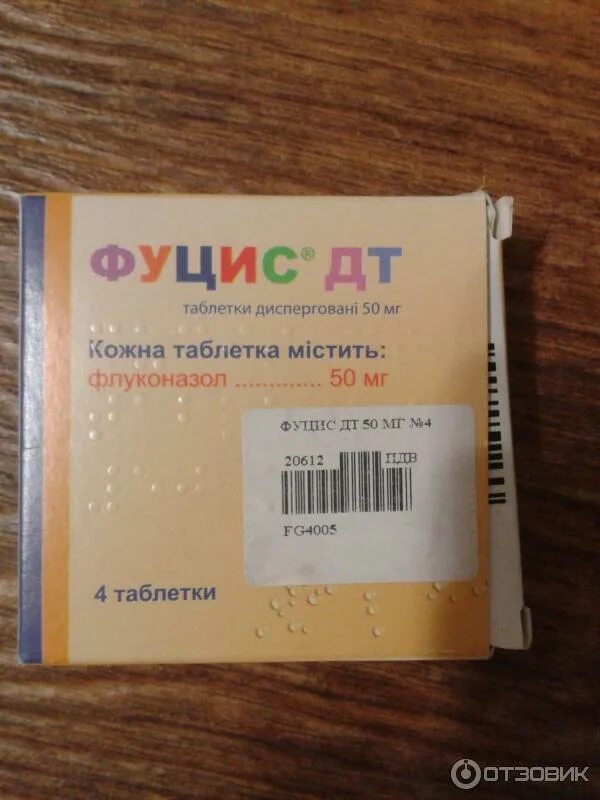 ФУЦИС® ДТ
таблетки дисперговані 50 мг
Кожна таблетка містить:
флуконазол ............. 50 мг
ФУЦИС ДТ 50 МГ №4
20612 ПДВ
FG4005
4 таблетки
ОТЗОВИК